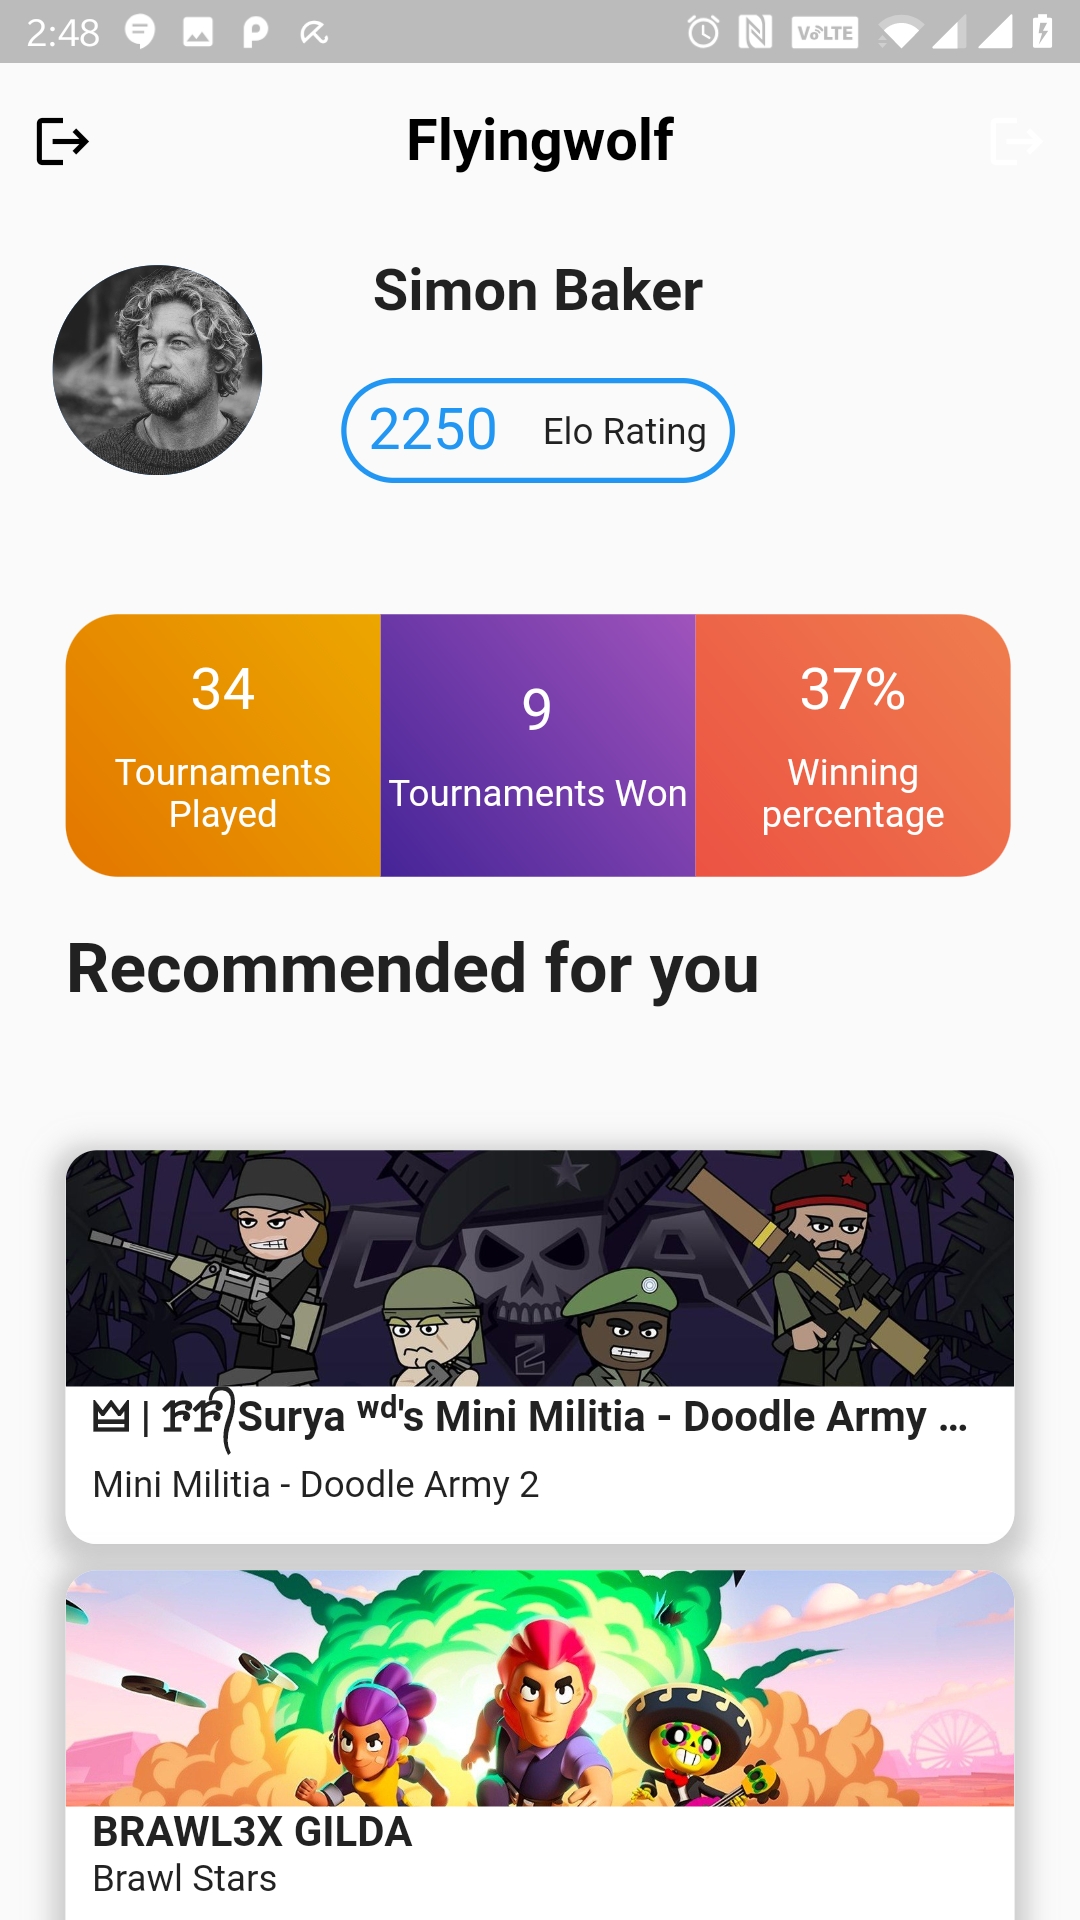 2:48
VoLTE
Flyingwolf
Simon Baker
2250 Elo Rating
34
Tournaments
Played
9
Tournaments Won
37%
Winning
percentage
Recommended for you
D A
2
| Surya ʷᵈ's Mini Militia - Doodle Army …
Mini Militia - Doodle Army 2
BRAWL3X GILDA
Brawl Stars